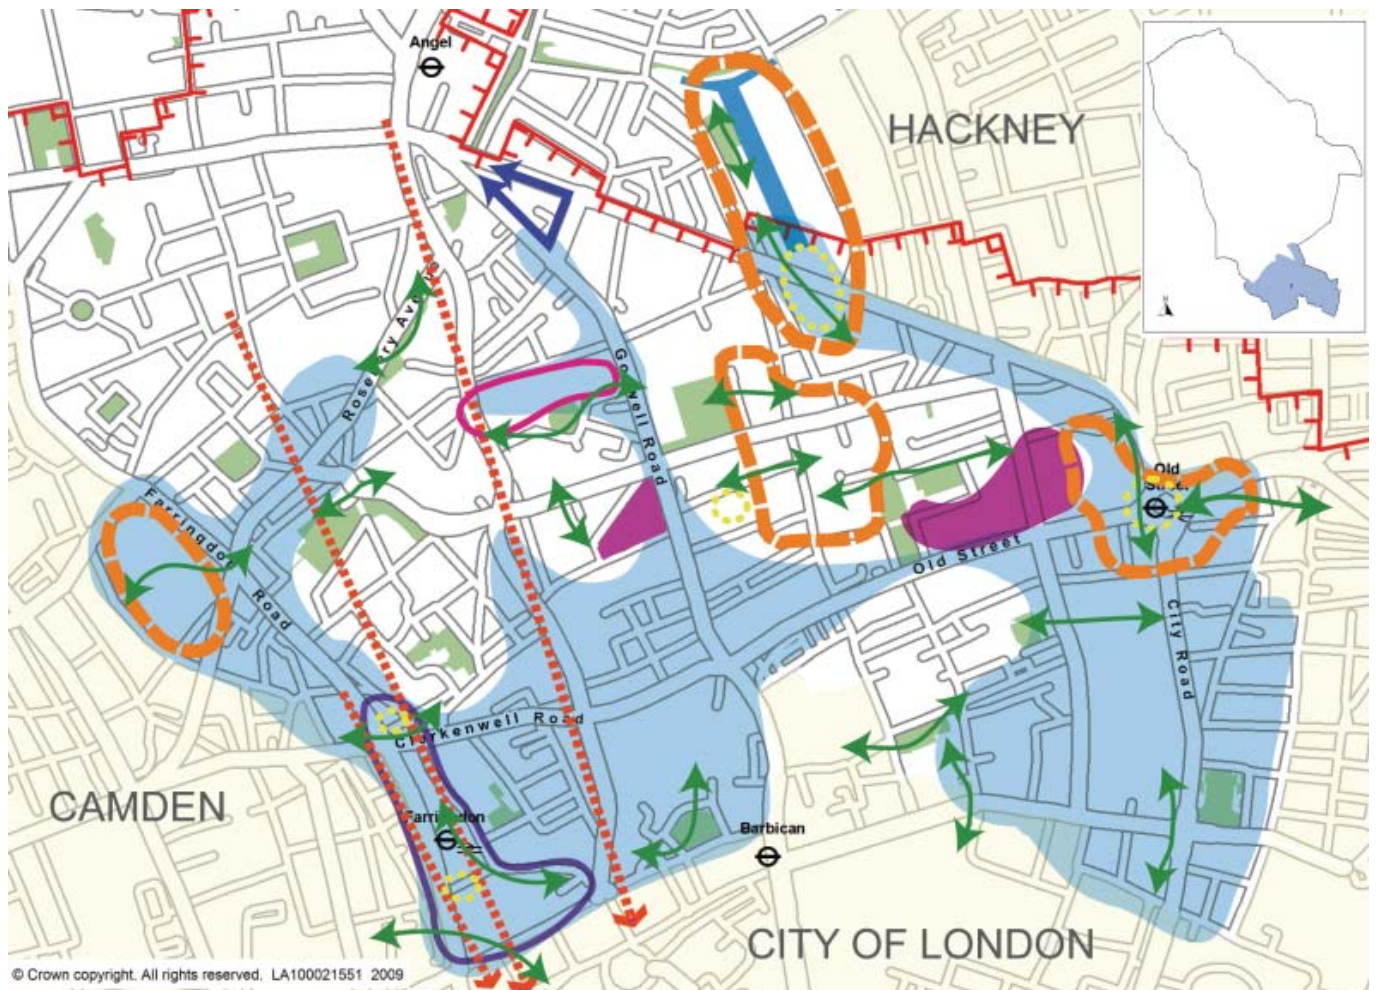 Angel
HACKNEY
Rosebery Avenue
Goswell Road
Old
Street
Farringdon Road
Old Street
City Road
Clerkenwell Road
CAMDEN
Farringdon
Barbican
CITY OF LONDON
© Crown copyright. All rights reserved. LA100021551 2009